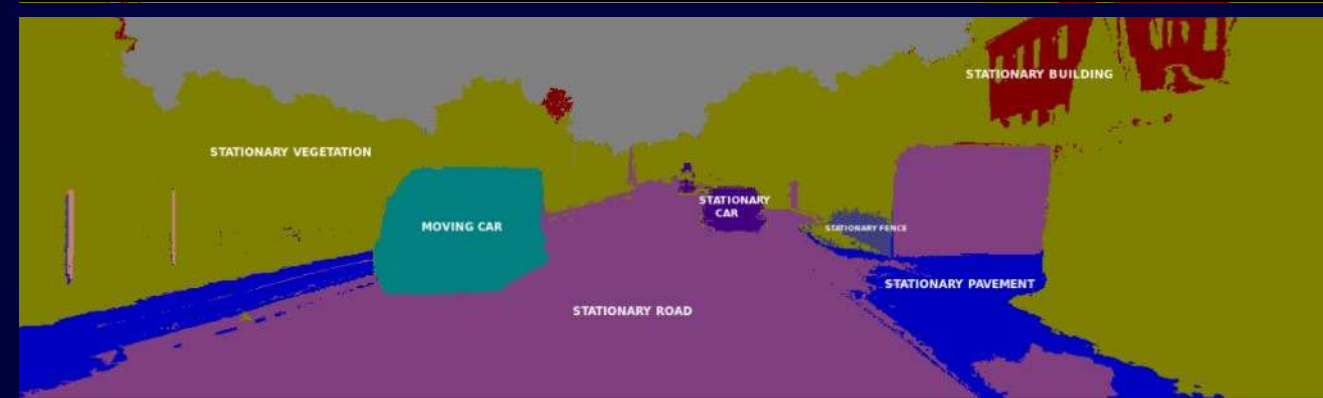 STATIONARY BUILDING
STATIONARY VEGETATION
STATIONARY
CAR
MOVING CAR
STATIONARY FENCE
STATIONARY PAVEMENT
STATIONARY ROAD